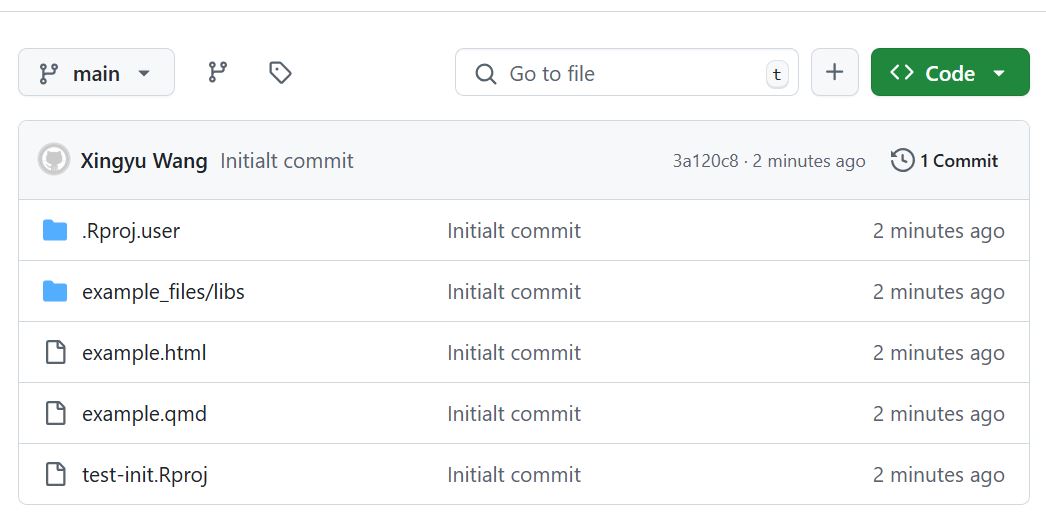 main Go to file t + Code
Xingyu Wang Initialt commit 3a120c8 · 2 minutes ago 1 Commit
.Rproj.user Initialt commit 2 minutes ago
example_files/libs Initialt commit 2 minutes ago
example.html Initialt commit 2 minutes ago
example.qmd Initialt commit 2 minutes ago
test-init.Rproj Initialt commit 2 minutes ago